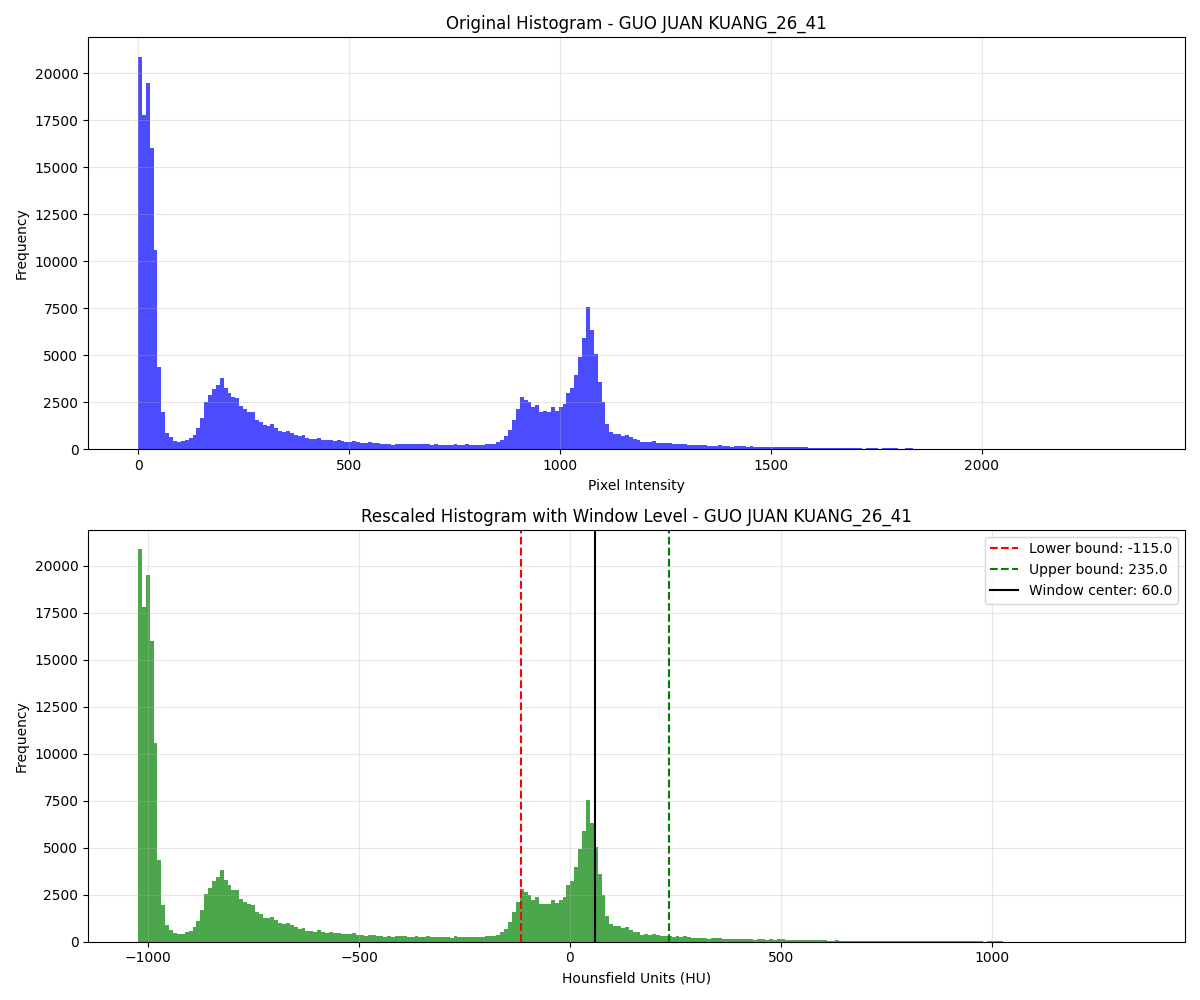 Original Histogram - GUO JUAN KUANG_26_41
Frequency
20000
17500
15000
12500
10000
7500
5000
2500
0
0 500 1000 1500 2000
Pixel Intensity
Rescaled Histogram with Window Level - GUO JUAN KUANG_26_41
Lower bound: -115.0
Upper bound: 235.0
Window center: 60.0
Frequency
20000
17500
15000
12500
10000
7500
5000
2500
0
−1000 −500 0 500 1000
Hounsfield Units (HU)